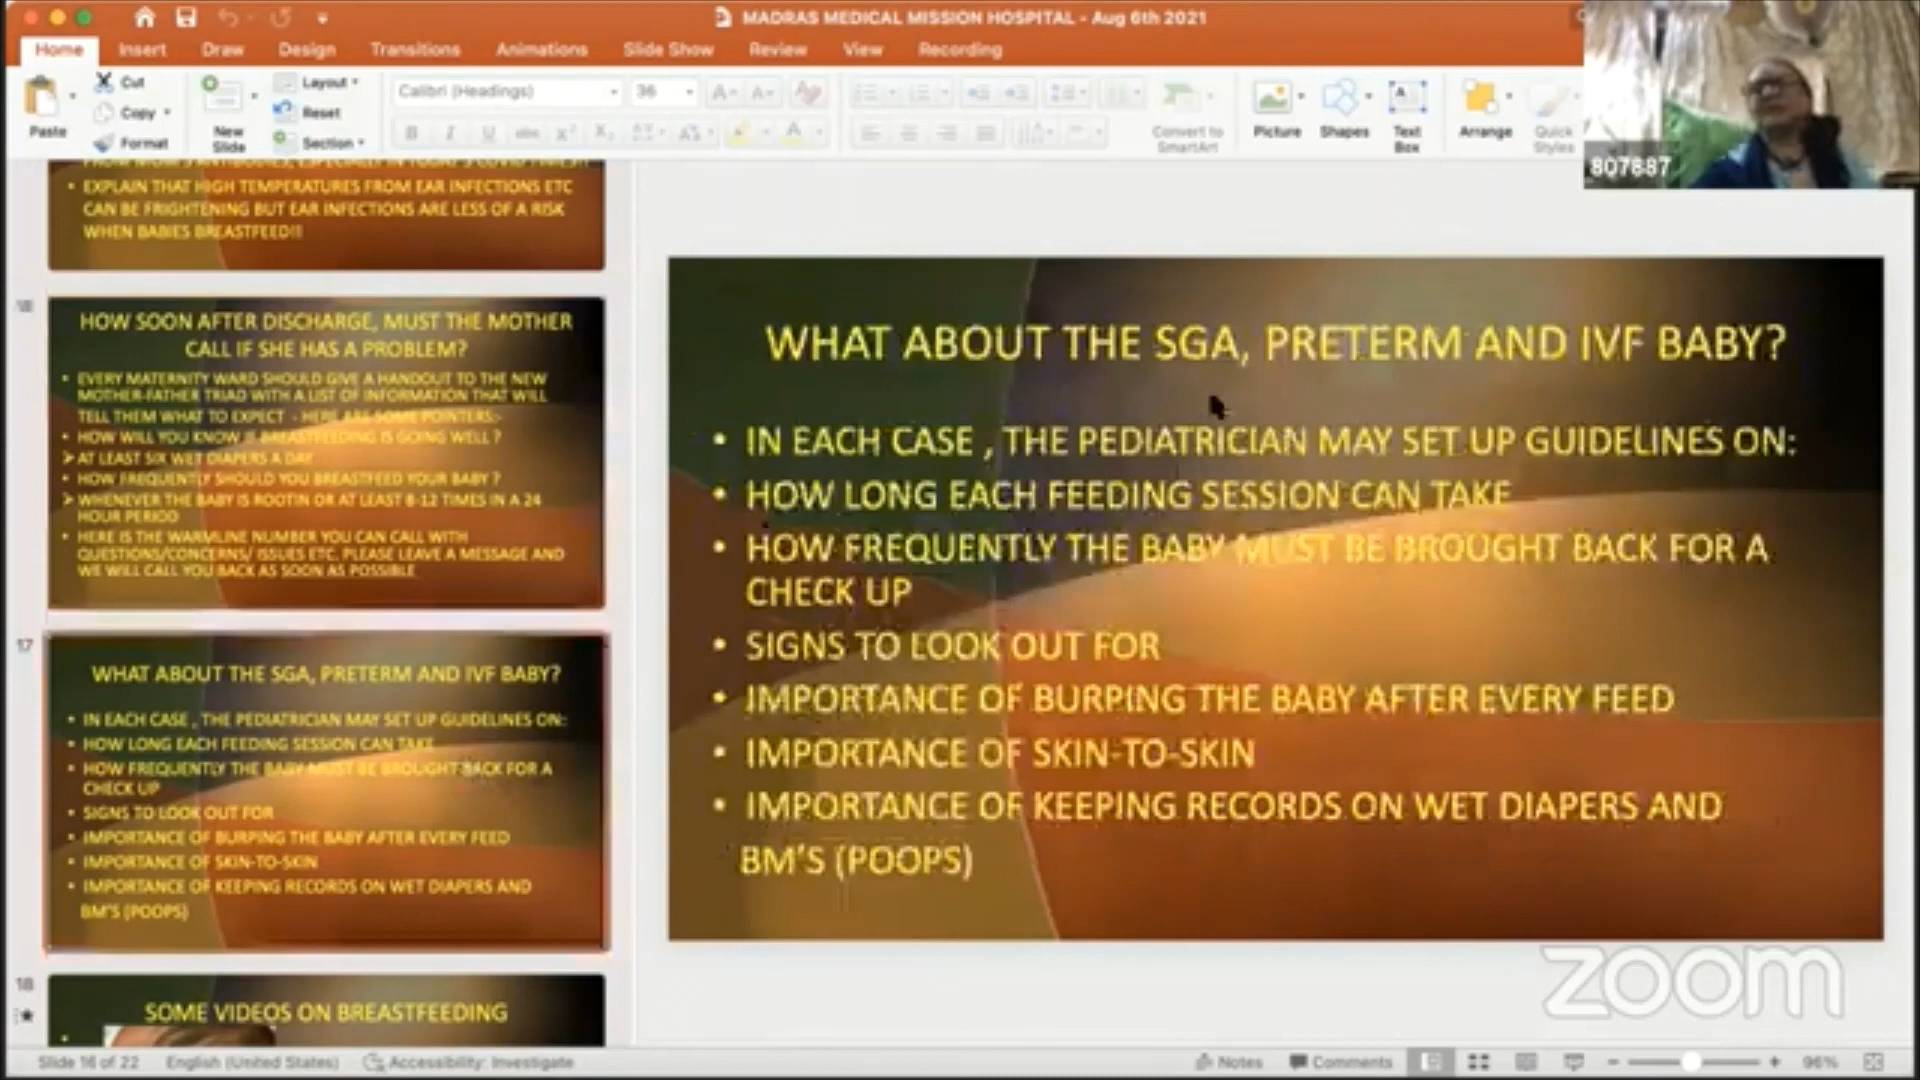 MADRAS MEDICAL MISSION HOSPITAL - Aug 6th 2021
Home Insert Draw Design Transitions Animations Slide Show Review View Recording
Paste
Cut
Copy
Format
New Slide
Layout
Reset
Section
Calibri (Headings) 36
Convert to SmartArt
Picture
Shapes
Text Box
Arrange
Quick Styles
807887
• EXPLAIN THAT HIGH TEMPERATURES FROM EAR INFECTIONS ETC
CAN BE FRIGHTENING BUT EAR INFECTIONS ARE LESS OF A RISK
WHEN BABIES BREASTFEED!!!
HOW SOON AFTER DISCHARGE, MUST THE MOTHER
CALL IF SHE HAS A PROBLEM?
• EVERY MATERNITY WARD SHOULD GIVE A HANDOUT TO THE NEW
MOTHER-FATHER TRIAD WITH A LIST OF INFORMATION THAT WILL
TELL THEM WHAT TO EXPECT - HERE ARE SOME POINTERS:-
• HOW WILL YOU KNOW IF BREASTFEEDING IS GOING WELL ?
➢ AT LEAST SIX WET DIAPERS A DAY
• HOW FREQUENTLY SHOULD YOU BREASTFEED YOUR BABY ?
➢ WHENEVER THE BABY IS ROOTIN OR AT LEAST 8-12 TIMES IN A 24
HOUR PERIOD
• HERE IS THE WARMLINE NUMBER YOU CAN CALL WITH
QUESTIONS/CONCERNS/ ISSUES ETC. PLEASE LEAVE A MESSAGE AND
WE WILL CALL YOU BACK AS SOON AS POSSIBLE
17
WHAT ABOUT THE SGA, PRETERM AND IVF BABY?
• IN EACH CASE , THE PEDIATRICIAN MAY SET UP GUIDELINES ON:
• HOW LONG EACH FEEDING SESSION CAN TAKE
• HOW FREQUENTLY THE BABY MUST BE BROUGHT BACK FOR A
CHECK UP
• SIGNS TO LOOK OUT FOR
• IMPORTANCE OF BURPING THE BABY AFTER EVERY FEED
• IMPORTANCE OF SKIN-TO-SKIN
• IMPORTANCE OF KEEPING RECORDS ON WET DIAPERS AND
BM'S (POOPS)
18
SOME VIDEOS ON BREASTFEEDING
WHAT ABOUT THE SGA, PRETERM AND IVF BABY?
• IN EACH CASE , THE PEDIATRICIAN MAY SET UP GUIDELINES ON:
• HOW LONG EACH FEEDING SESSION CAN TAKE
• HOW FREQUENTLY THE BABY MUST BE BROUGHT BACK FOR A
CHECK UP
• SIGNS TO LOOK OUT FOR
• IMPORTANCE OF BURPING THE BABY AFTER EVERY FEED
• IMPORTANCE OF SKIN-TO-SKIN
• IMPORTANCE OF KEEPING RECORDS ON WET DIAPERS AND
BM'S (POOPS)
zoom
Slide 16 of 22 English (United States) Accessibility: Investigate
Notes Comments 96%